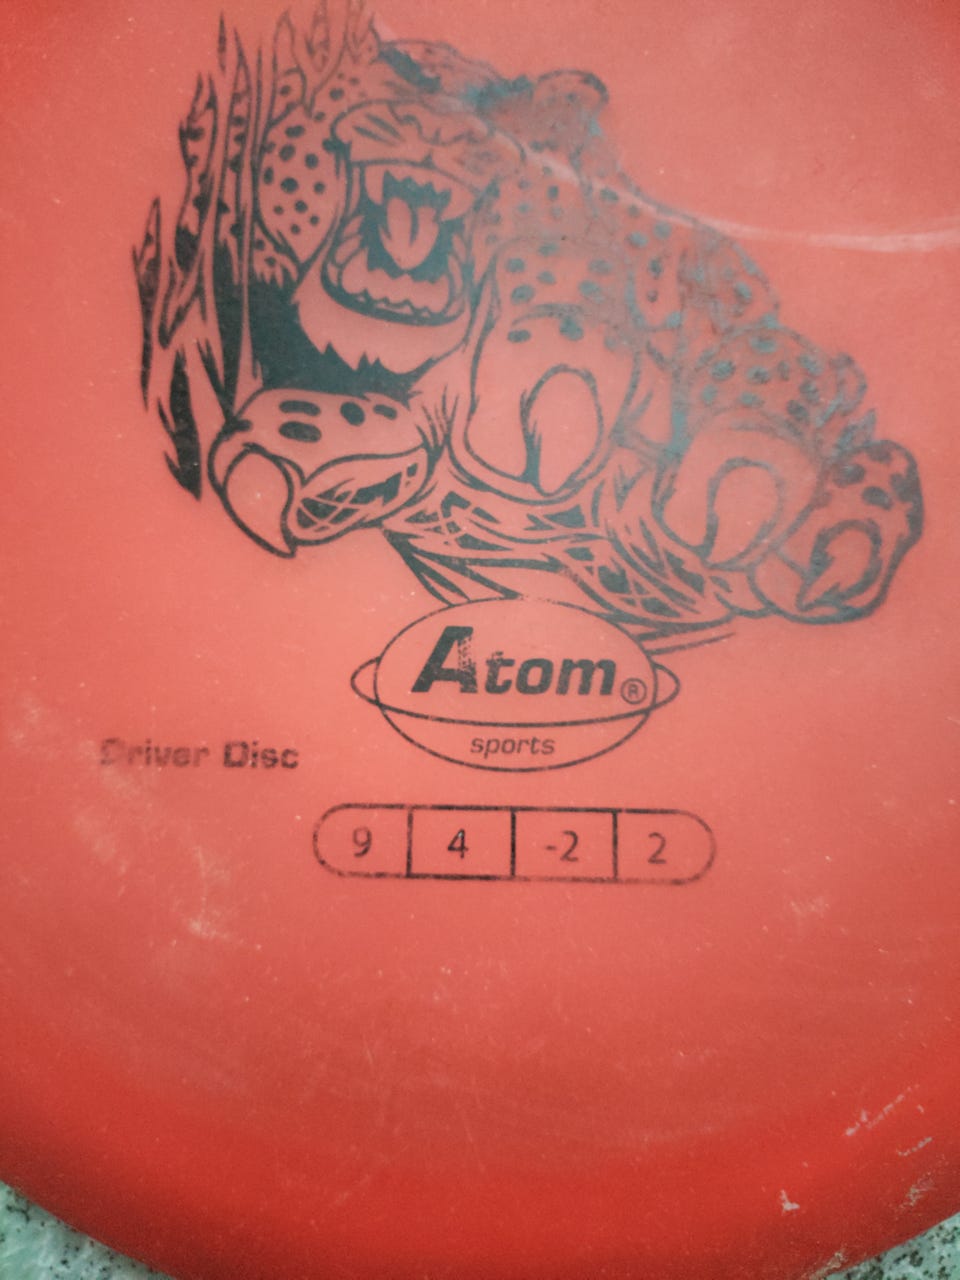 Atom®
sports
Driver Disc
9 4 -2 2